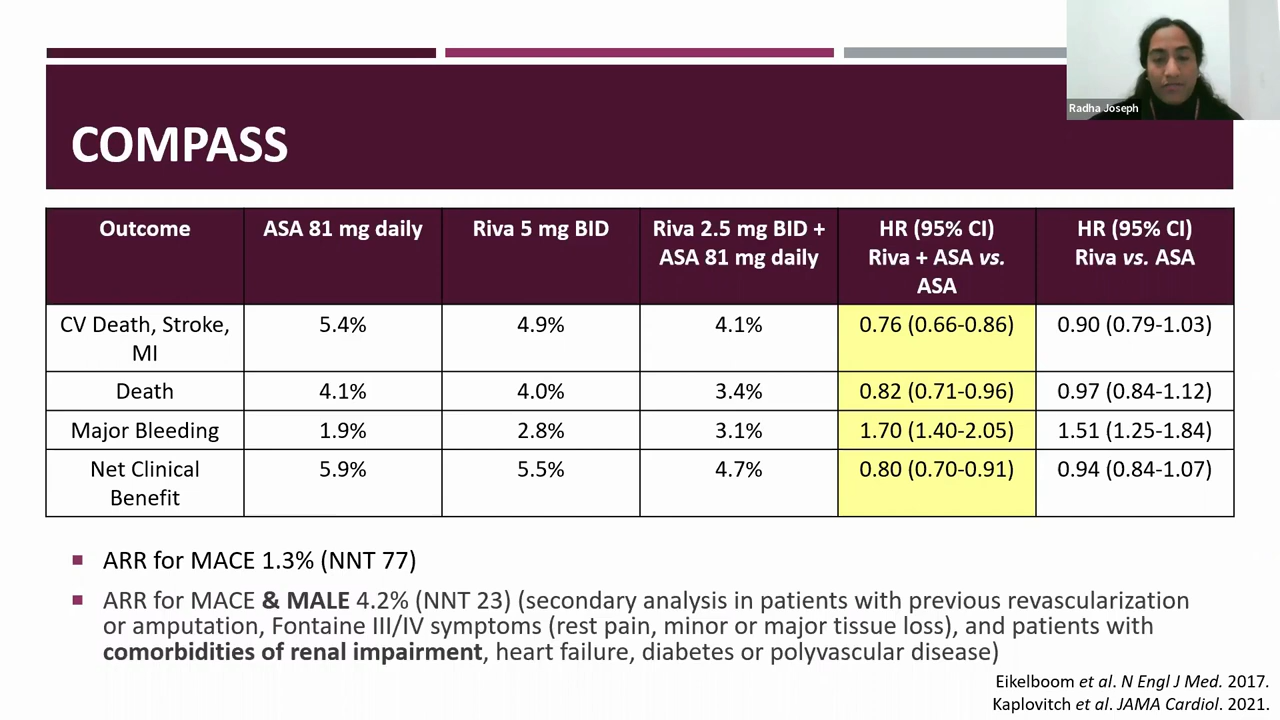 Radha Joseph
COMPASS
Outcome
ASA 81 mg daily
Riva 5 mg BID
Riva 2.5 mg BID +
ASA 81 mg daily
HR (95% CI)
Riva + ASA vs.
ASA
HR (95% CI)
Riva vs. ASA
CV Death, Stroke,
MI
5.4%
4.9%
4.1%
0.76 (0.66-0.86)
0.90 (0.79-1.03)
Death
4.1%
4.0%
3.4%
0.82 (0.71-0.96)
0.97 (0.84-1.12)
Major Bleeding
1.9%
2.8%
3.1%
1.70 (1.40-2.05)
1.51 (1.25-1.84)
Net Clinical
Benefit
5.9%
5.5%
4.7%
0.80 (0.70-0.91)
0.94 (0.84-1.07)
ARR for MACE 1.3% (NNT 77)
ARR for MACE & MALE 4.2% (NNT 23) (secondary analysis in patients with previous revascularization
or amputation, Fontaine III/IV symptoms (rest pain, minor or major tissue loss), and patients with
comorbidities of renal impairment, heart failure, diabetes or polyvascular disease)
Eikelboom et al. N Engl J Med. 2017.
Kaplovitch et al. JAMA Cardiol. 2021.